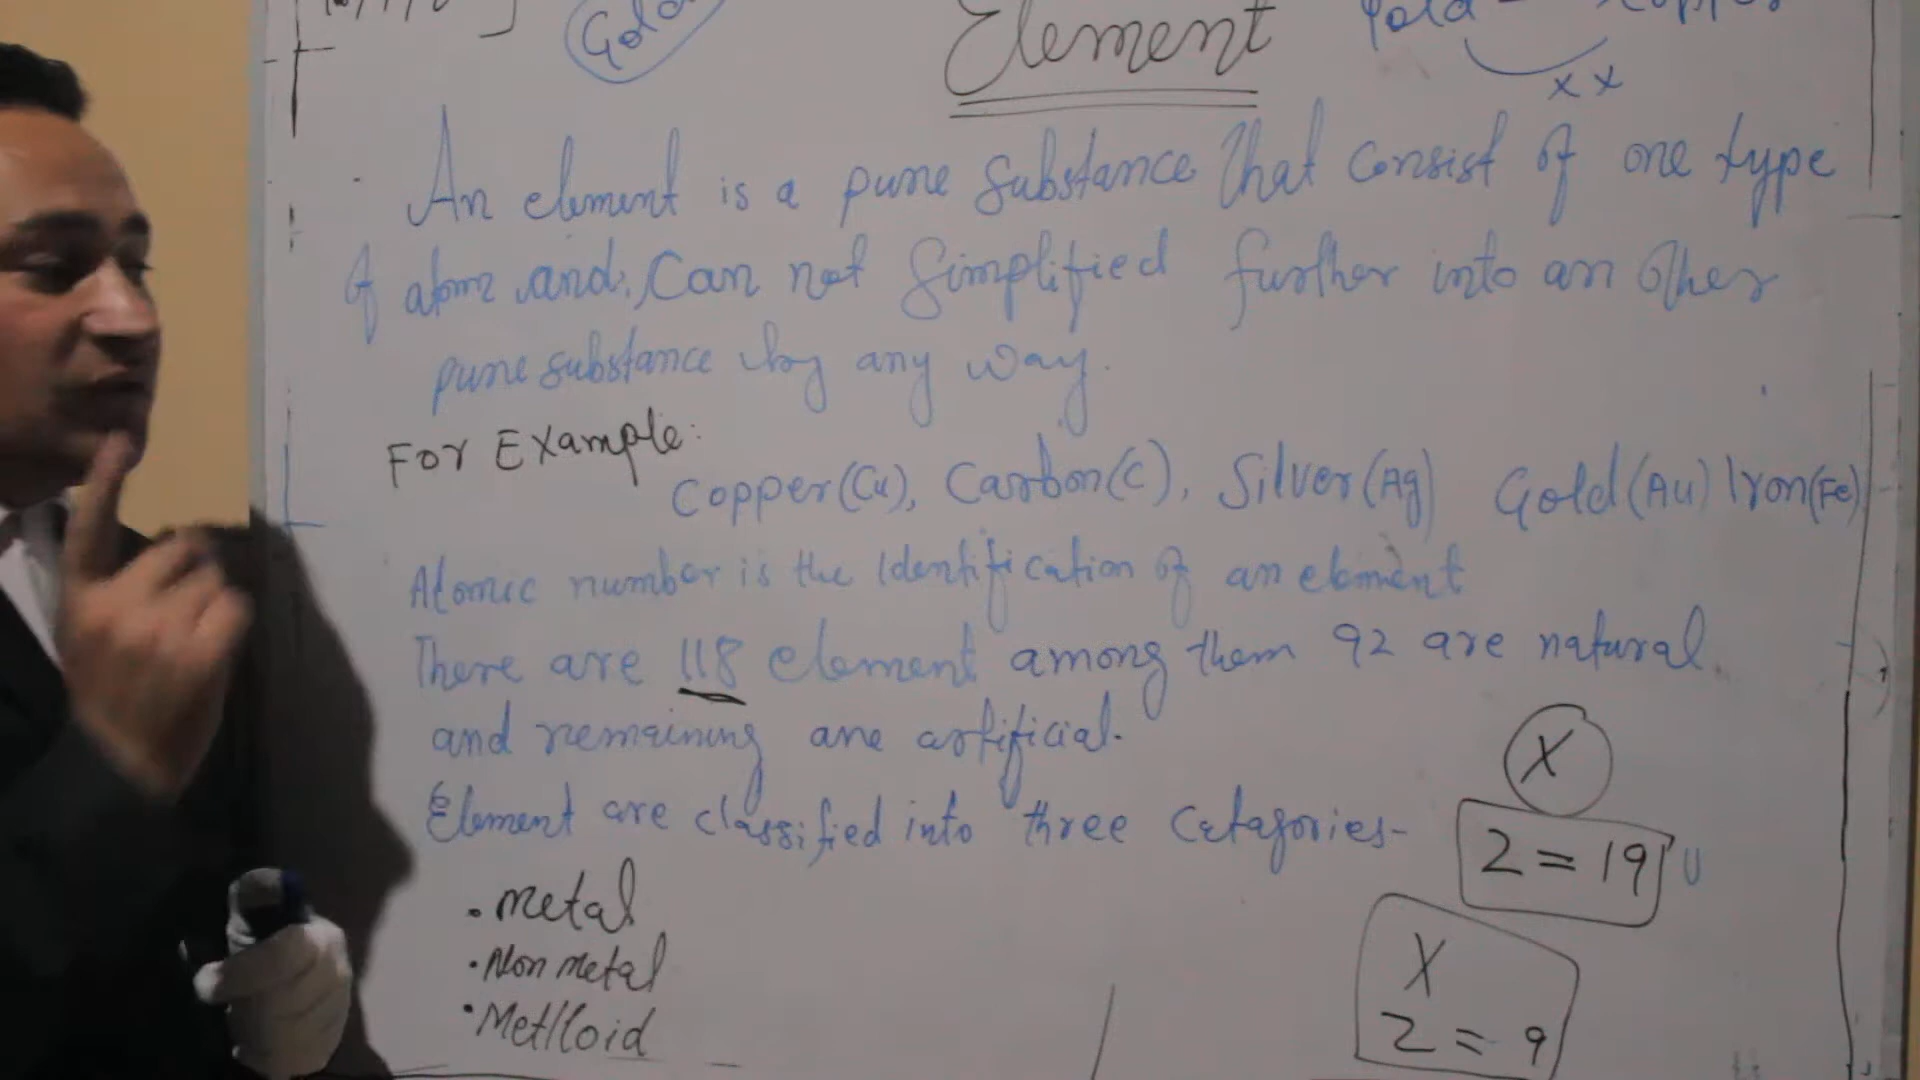 Gold
Element
An element is a pure substance that consist of one type
of atom and, Can not Simplified further into an other
pure substance by any way.
For Example:
Copper(Cu), Carbon(C), Silver(Ag) Gold(Au) Iron(Fe)
Atomic number is the Identification of an element
There are 118 element among them 92 are natural
and remaining are artificial.
Element are classified into three Catagories-
• metal
• Non metal
• Metlloid
x x
X
Z = 19
X
Z = 9